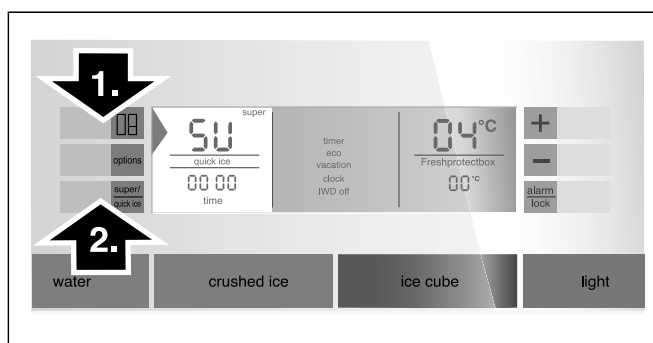 1.
super
SU
04°C
+
options
quick ice
timer
eco
vacation
clock
IWD off
Freshprotectbox
−
super/
quick ice
00 00
time
00°C
alarm
lock
2.
water
crushed ice
ice cube
light